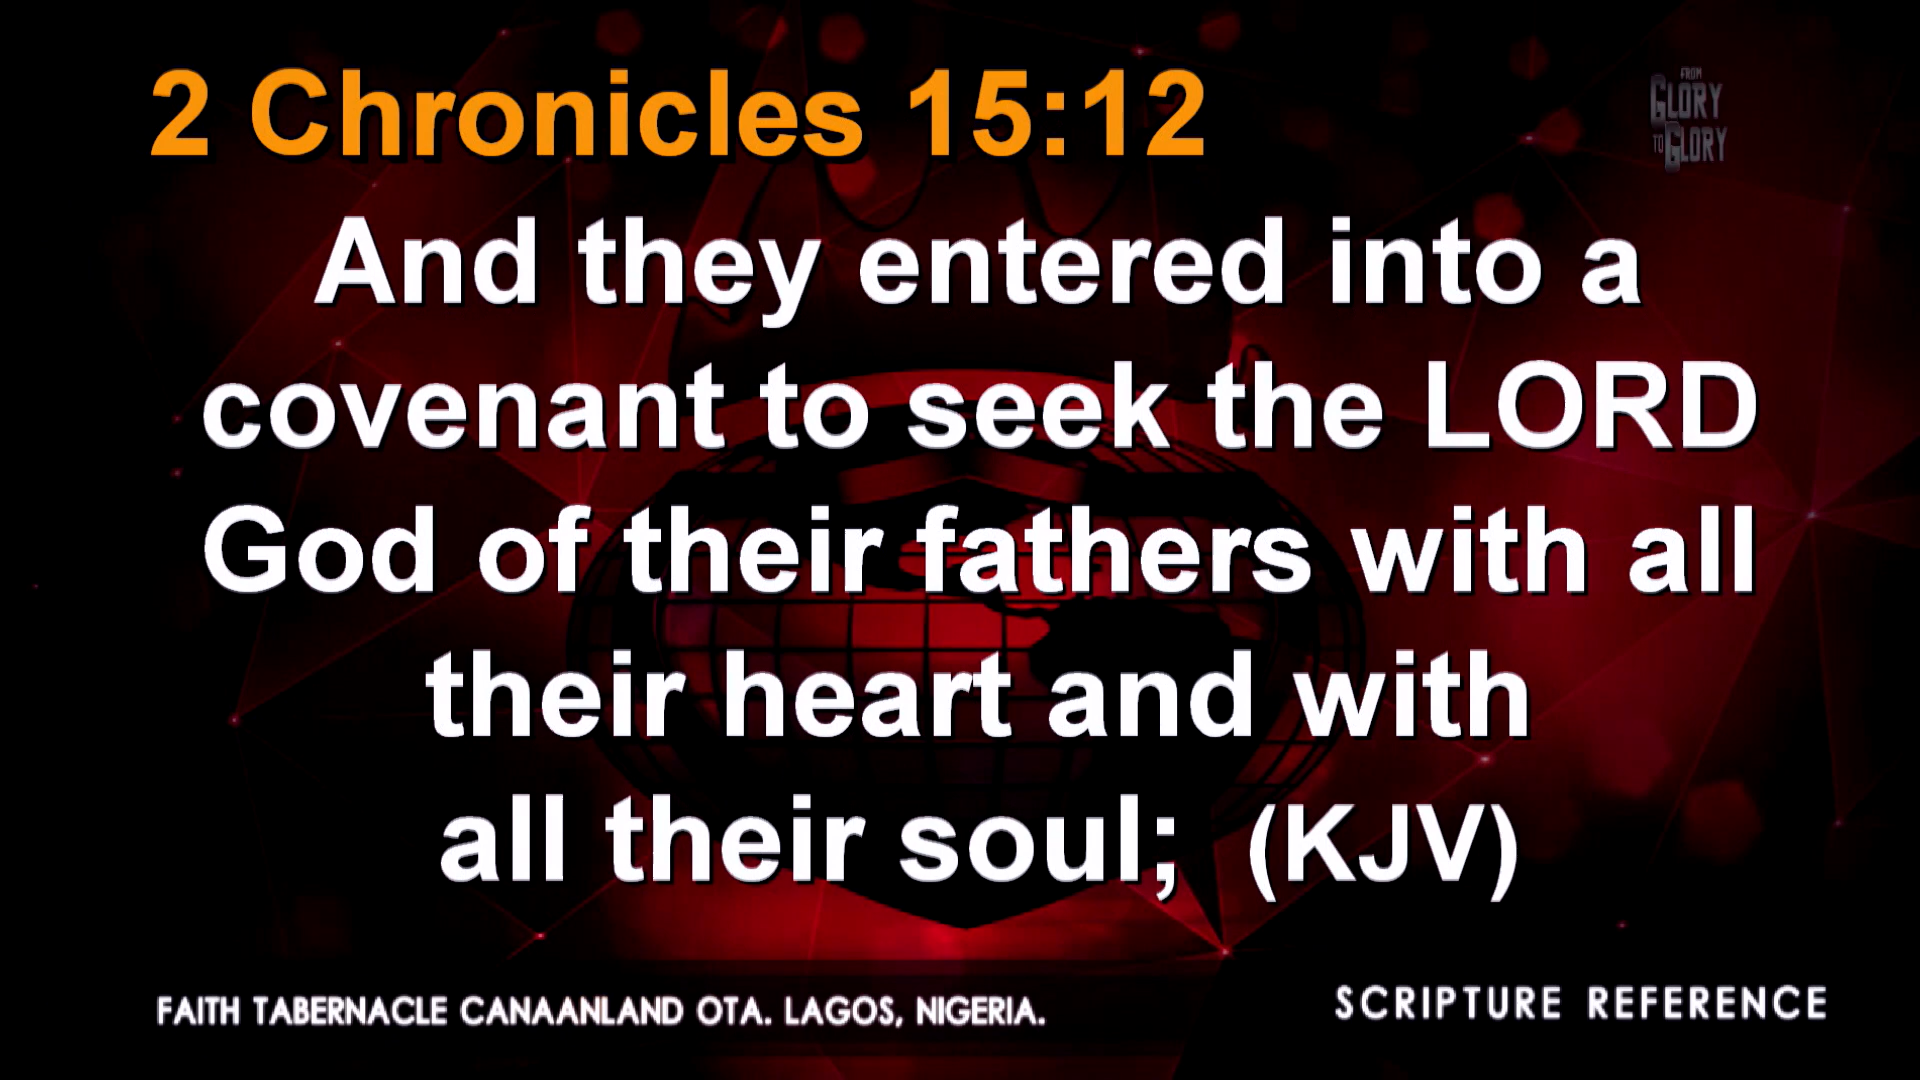 2 Chronicles 15:12
FROM
GLORY
TO GLORY
And they entered into a
covenant to seek the LORD
God of their fathers with all
their heart and with
all their soul; (KJV)
FAITH TABERNACLE CANAANLAND OTA. LAGOS, NIGERIA.
SCRIPTURE REFERENCE